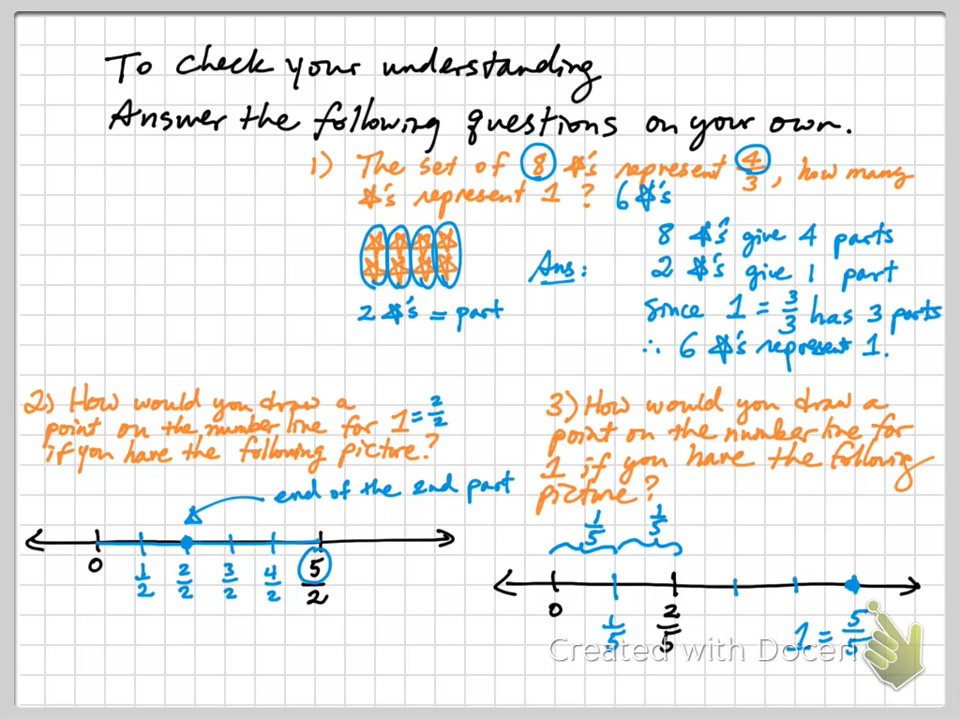 To check your understanding
Answer the following questions on your own.
1) The set of 8 ☆'s represent 4/3, how many
☆'s represent 1? 6 ☆'s
2 ☆'s = part
Ans:
8 ☆'s give 4 parts
2 ☆'s give 1 part
since 1 = 3/3 has 3 parts
∴ 6 ☆'s represent 1.
2) How would you draw a
point on the number line for 1 = 2/2
if you have the following picture?
end of the 2nd part
0 1/2 2/2 3/2 4/2 5/2
3) How would you draw a
point on the number line for
1 if you have the following
picture?
1/5 1/5
0 1/5 2/5 1 = 5/5
Created with Doceri